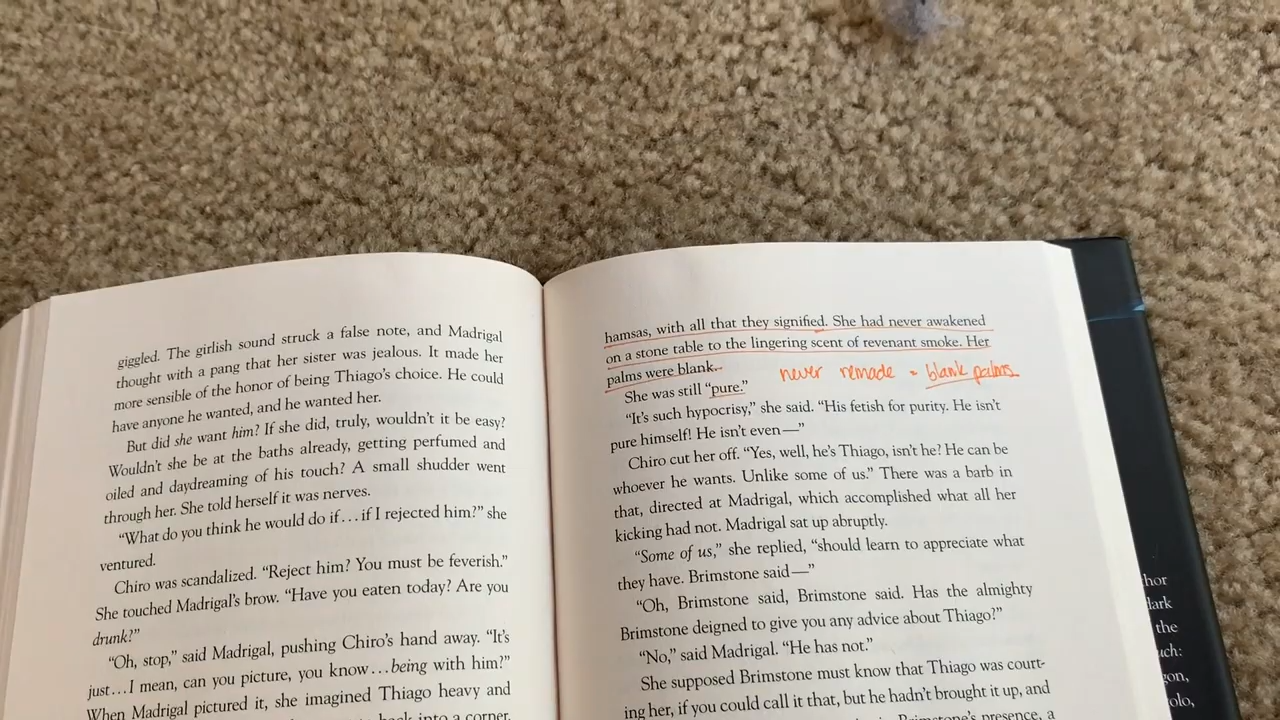 giggled. The girlish sound struck a false note, and Madrigal
thought with a pang that her sister was jealous. It made her
more sensible of the honor of being Thiago's choice. He could
have anyone he wanted, and he wanted her.
But did she want him? If she did, truly, wouldn't it be easy?
Wouldn't she be at the baths already, getting perfumed and
oiled and daydreaming of his touch? A small shudder went
through her. She told herself it was nerves.
"What do you think he would do if…if I rejected him?" she
ventured.
Chiro was scandalized. "Reject him? You must be feverish."
She touched Madrigal's brow. "Have you eaten today? Are you
drunk?"
"Oh, stop," said Madrigal, pushing Chiro's hand away. "It's
just…I mean, can you picture, you know…being with him?"
When Madrigal pictured it, she imagined Thiago heavy and
back into a corner.
hamsas, with all that they signified. She had never awakened
on a stone table to the lingering scent of revenant smoke. Her
palms were blank.
never remade = blank palms
She was still "pure."
"It's such hypocrisy," she said. "His fetish for purity. He isn't
pure himself! He isn't even—"
Chiro cut her off. "Yes, well, he's Thiago, isn't he? He can be
whoever he wants. Unlike some of us." There was a barb in
that, directed at Madrigal, which accomplished what all her
kicking had not. Madrigal sat up abruptly.
"Some of us," she replied, "should learn to appreciate what
they have. Brimstone said—"
"Oh, Brimstone said, Brimstone said. Has the almighty
Brimstone deigned to give you any advice about Thiago?"
"No," said Madrigal. "He has not."
She supposed Brimstone must know that Thiago was court-
ing her, if you could call it that, but he hadn't brought it up, and
Brimstone's presence, a
hor
lark
the
uch:
gon,
olo,